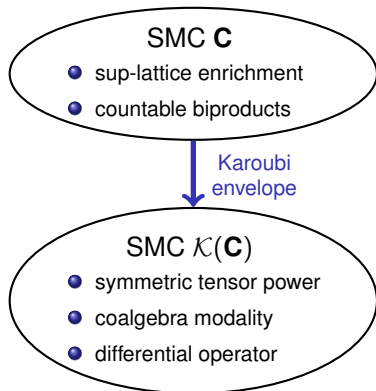 SMC C
sup-lattice enrichment
countable biproducts
Karoubi
envelope
SMC 𝒦(C)
symmetric tensor power
coalgebra modality
differential operator